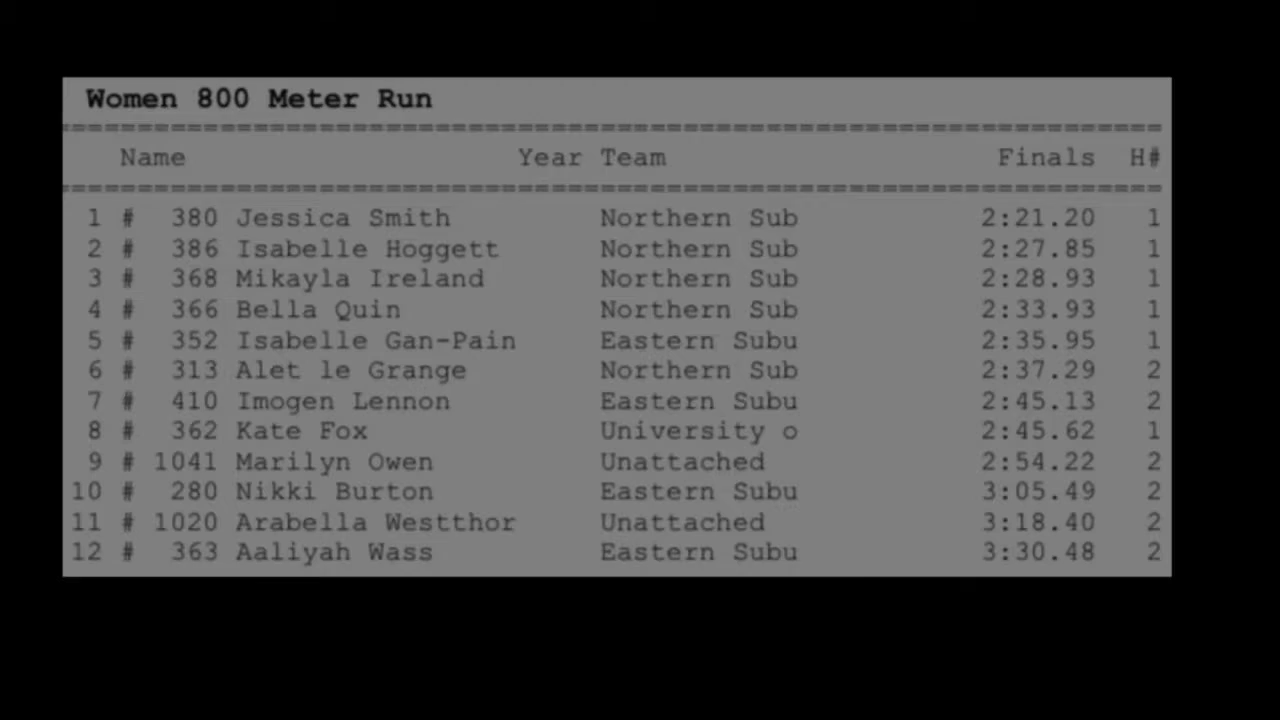 Women 800 Meter Run
==================================================================
Name Year Team Finals H#
==================================================================
1 # 380 Jessica Smith Northern Sub 2:21.20 1
2 # 386 Isabelle Hoggett Northern Sub 2:27.85 1
3 # 368 Mikayla Ireland Northern Sub 2:28.93 1
4 # 366 Bella Quin Northern Sub 2:33.93 1
5 # 352 Isabelle Gan-Pain Eastern Subu 2:35.95 1
6 # 313 Alet le Grange Northern Sub 2:37.29 2
7 # 410 Imogen Lennon Eastern Subu 2:45.13 2
8 # 362 Kate Fox University o 2:45.62 1
9 # 1041 Marilyn Owen Unattached 2:54.22 2
10 # 280 Nikki Burton Eastern Subu 3:05.49 2
11 # 1020 Arabella Westthor Unattached 3:18.40 2
12 # 363 Aaliyah Wass Eastern Subu 3:30.48 2